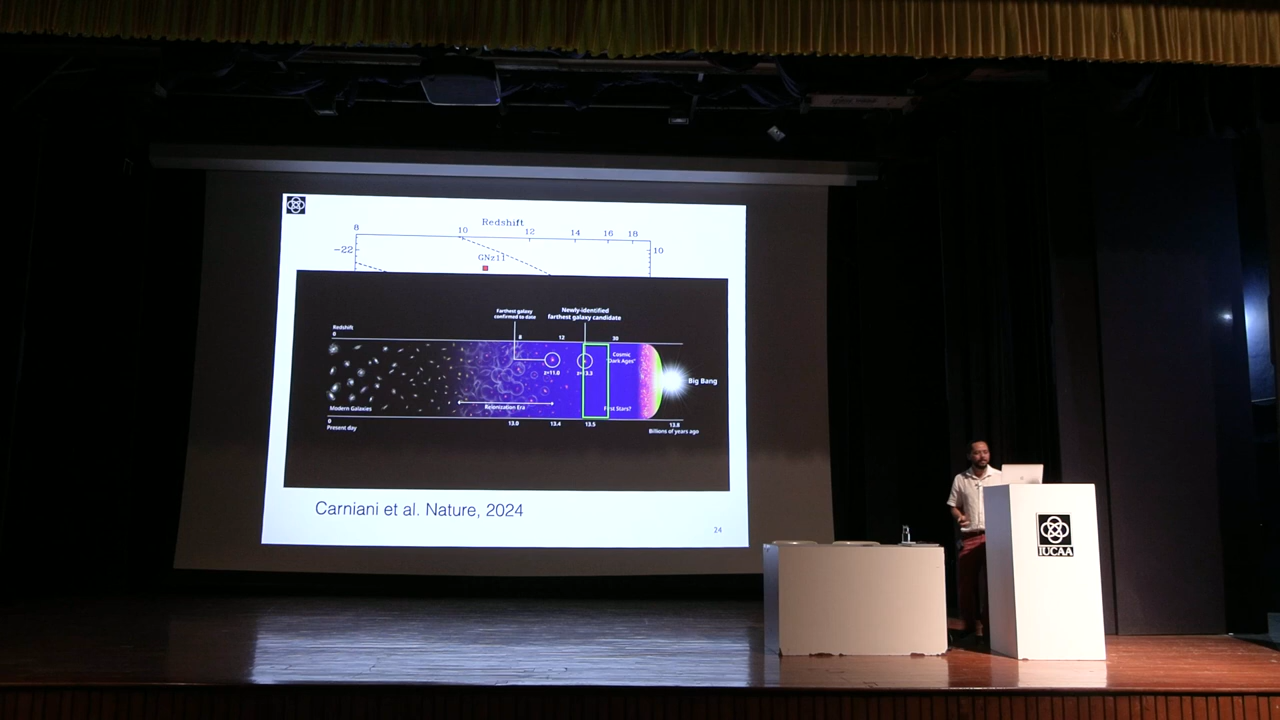 Redshift
8 10 12 14 16 18
-22 10
GNz11
Farthest galaxy
confirmed to date
Newly-identified
farthest galaxy candidate
Redshift
0 8 12 30
Cosmic
"Dark Ages"
z=11.0
Big Bang
Modern Galaxies
Reionization Era
First Stars?
0 13.0 13.4 13.5 13.8
Present day
Billions of years ago
Carniani et al. Nature, 2024
24
IUCAA